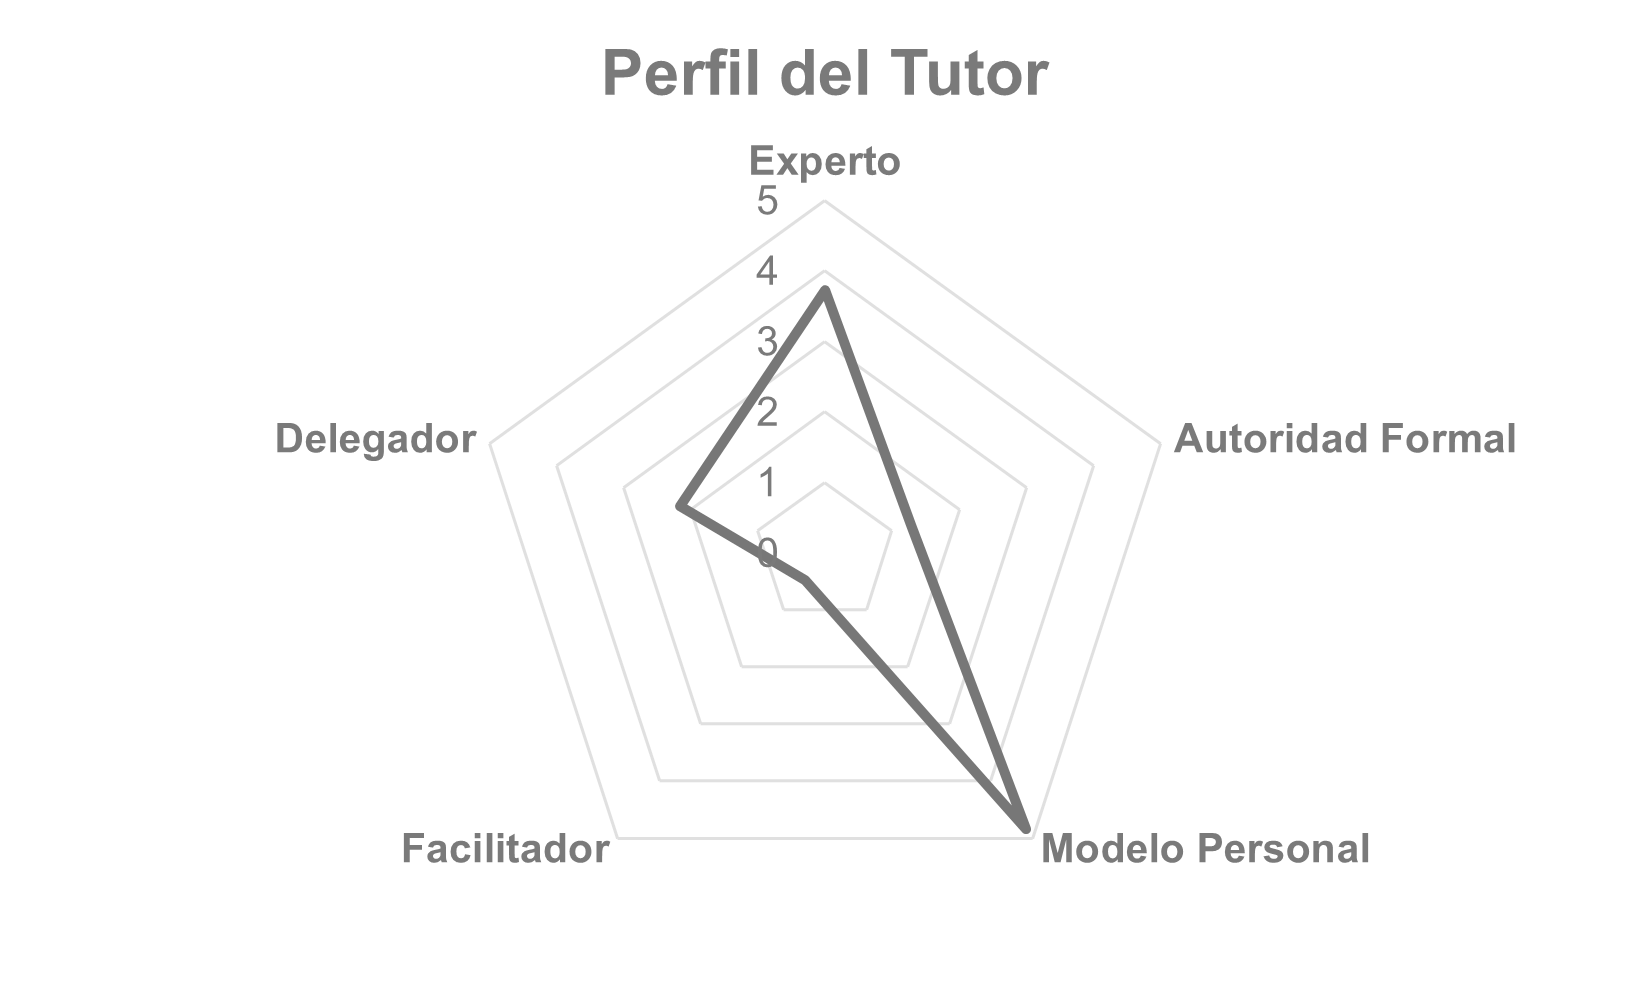 Perfil del Tutor
Experto
5
4
3
2
1
0
Delegador
Autoridad Formal
Facilitador
Modelo Personal